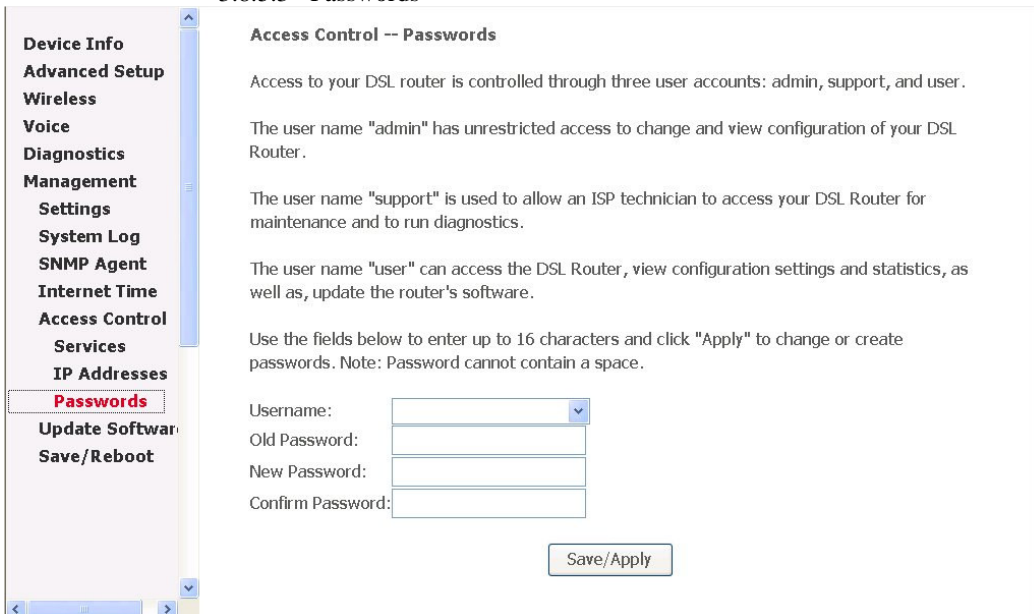 Passwords
Device Info
Advanced Setup
Wireless
Voice
Diagnostics
Management
Settings
System Log
SNMP Agent
Internet Time
Access Control
Services
IP Addresses
Passwords
Update Softwar
Save/Reboot
Access Control -- Passwords
Access to your DSL router is controlled through three user accounts: admin, support, and user.
The user name "admin" has unrestricted access to change and view configuration of your DSL
Router.
The user name "support" is used to allow an ISP technician to access your DSL Router for
maintenance and to run diagnostics.
The user name "user" can access the DSL Router, view configuration settings and statistics, as
well as, update the router's software.
Use the fields below to enter up to 16 characters and click "Apply" to change or create
passwords. Note: Password cannot contain a space.
Username:
Old Password:
New Password:
Confirm Password:
Save/Apply